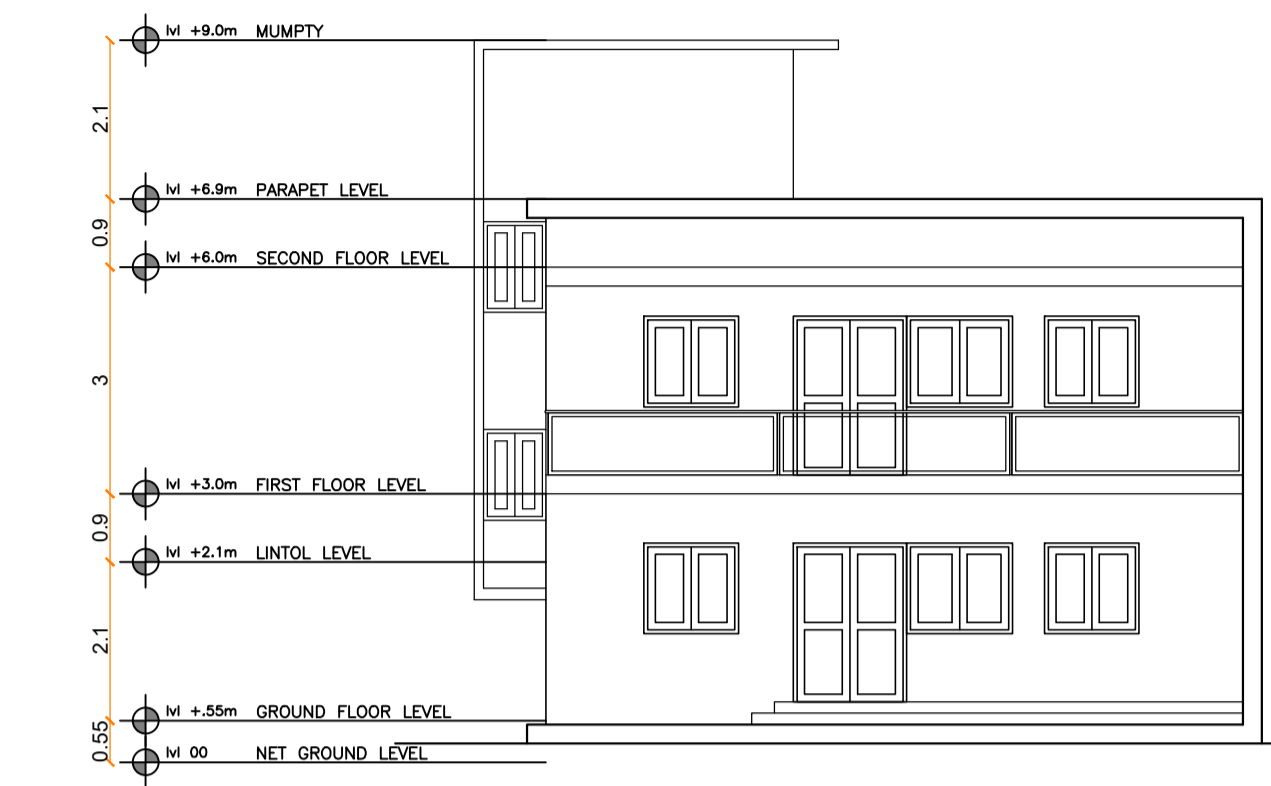 lvl +9.0m MUMPTY
2.1
lvl +6.9m PARAPET LEVEL
0.9
lvl +6.0m SECOND FLOOR LEVEL
3
lvl +3.0m FIRST FLOOR LEVEL
0.9
lvl +2.1m LINTOL LEVEL
2.1
lvl +.55m GROUND FLOOR LEVEL
0.55
lvl 00 NET GROUND LEVEL